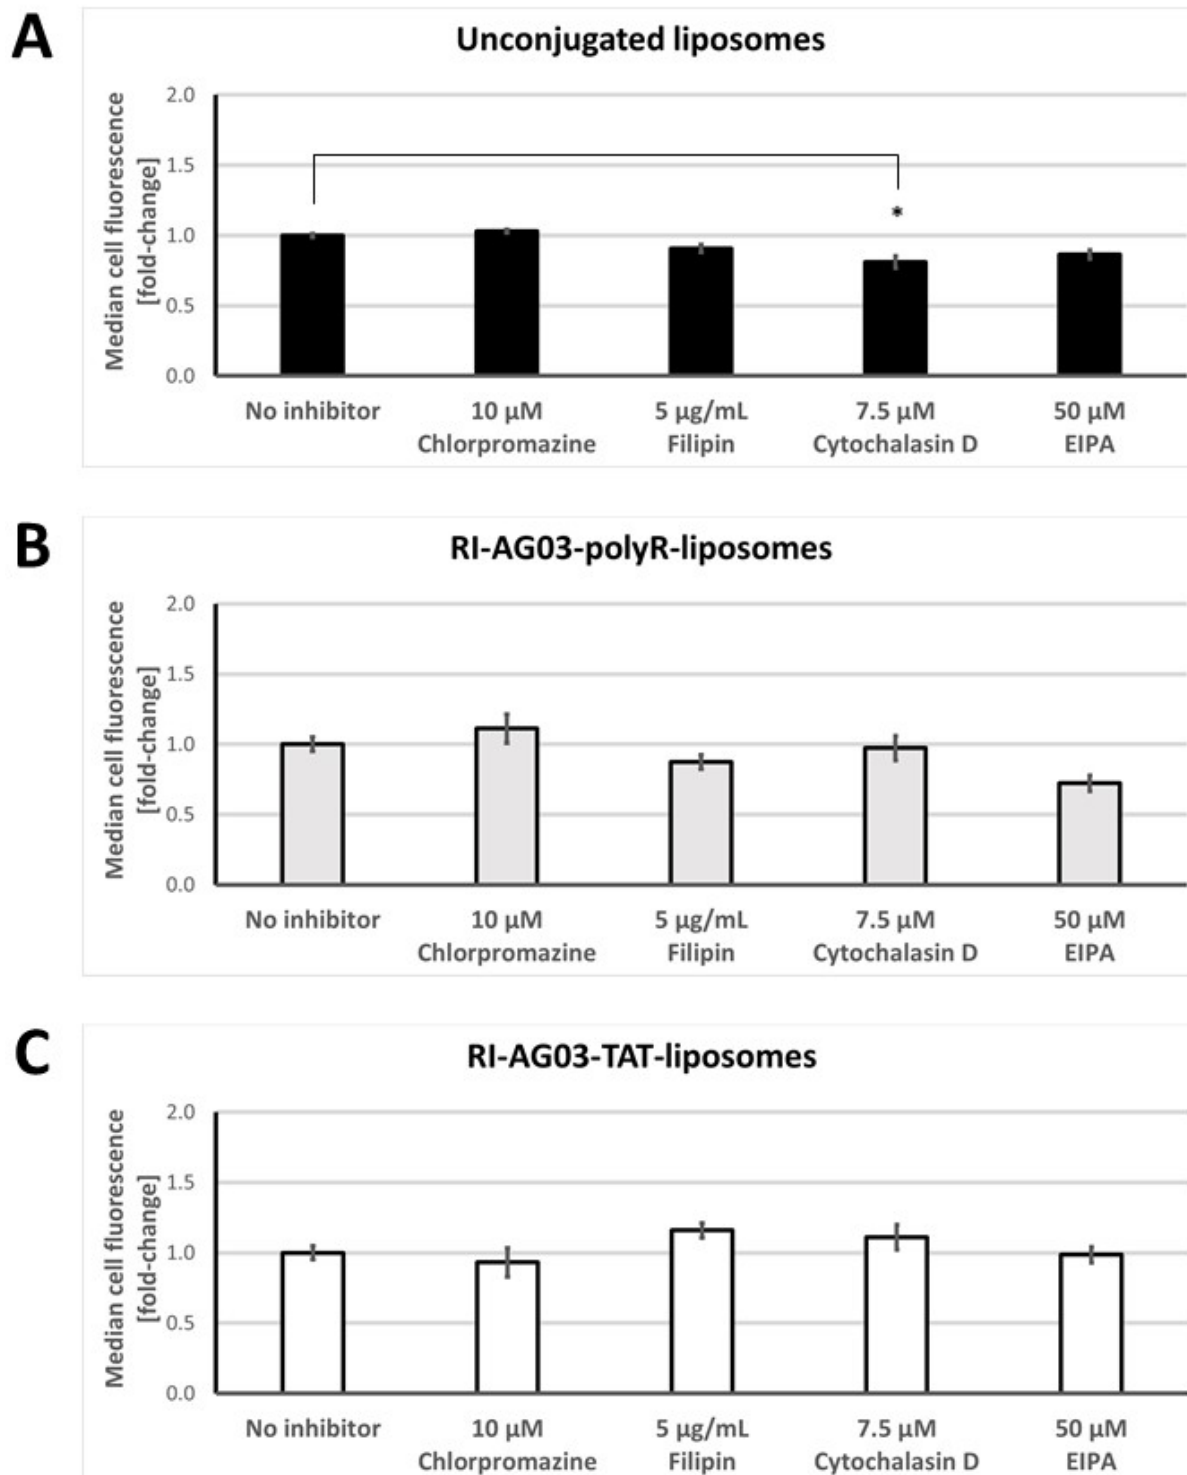 A
Unconjugated liposomes
Median cell fluorescence
[fold-change]
2.0
1.5
1.0
0.5
0.0
*
No inhibitor
10 µM
Chlorpromazine
5 µg/mL
Filipin
7.5 µM
Cytochalasin D
50 µM
EIPA
B
RI-AG03-polyR-liposomes
Median cell fluorescence
[fold-change]
2.0
1.5
1.0
0.5
0.0
No inhibitor
10 µM
Chlorpromazine
5 µg/mL
Filipin
7.5 µM
Cytochalasin D
50 µM
EIPA
C
RI-AG03-TAT-liposomes
Median cell fluorescence
[fold-change]
2.0
1.5
1.0
0.5
0.0
No inhibitor
10 µM
Chlorpromazine
5 µg/mL
Filipin
7.5 µM
Cytochalasin D
50 µM
EIPA